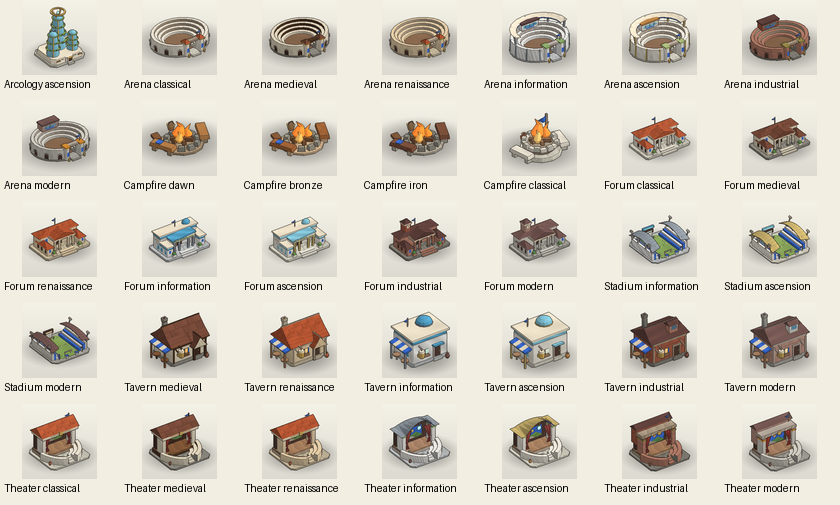 Arcology ascension
Arena classical
Arena medieval
Arena renaissance
Arena information
Arena ascension
Arena industrial
Arena modern
Campfire dawn
Campfire bronze
Campfire iron
Campfire classical
Forum classical
Forum medieval
Forum renaissance
Forum information
Forum ascension
Forum industrial
Forum modern
Stadium information
Stadium ascension
Stadium modern
Tavern medieval
Tavern renaissance
Tavern information
Tavern ascension
Tavern industrial
Tavern modern
Theater classical
Theater medieval
Theater renaissance
Theater information
Theater ascension
Theater industrial
Theater modern